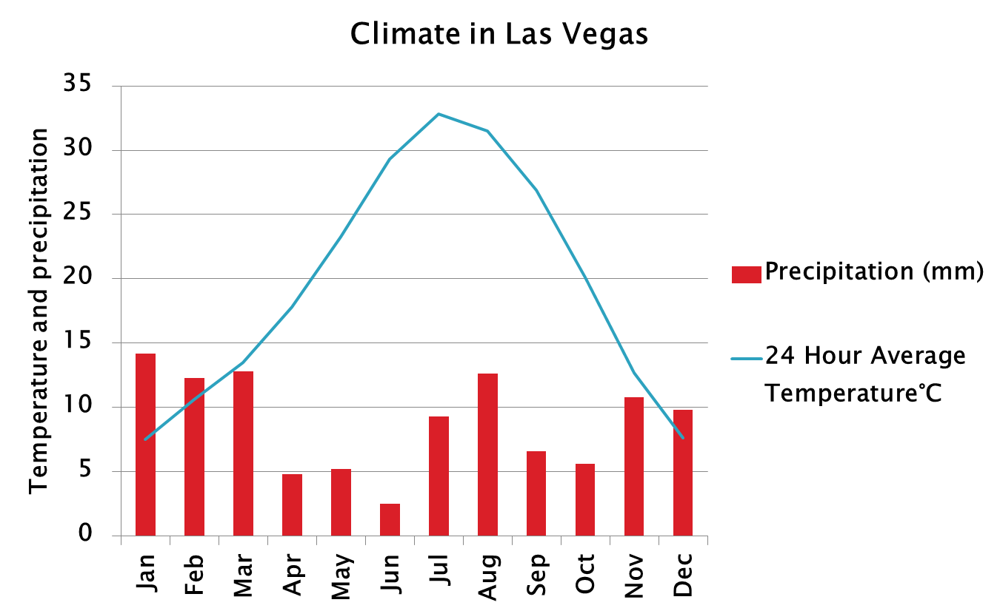 Climate in Las Vegas
Temperature and precipitation
35
30
25
20
15
10
5
0
Jan
Feb
Mar
Apr
May
Jun
Jul
Aug
Sep
Oct
Nov
Dec
Precipitation (mm)
24 Hour Average
Temperature°C